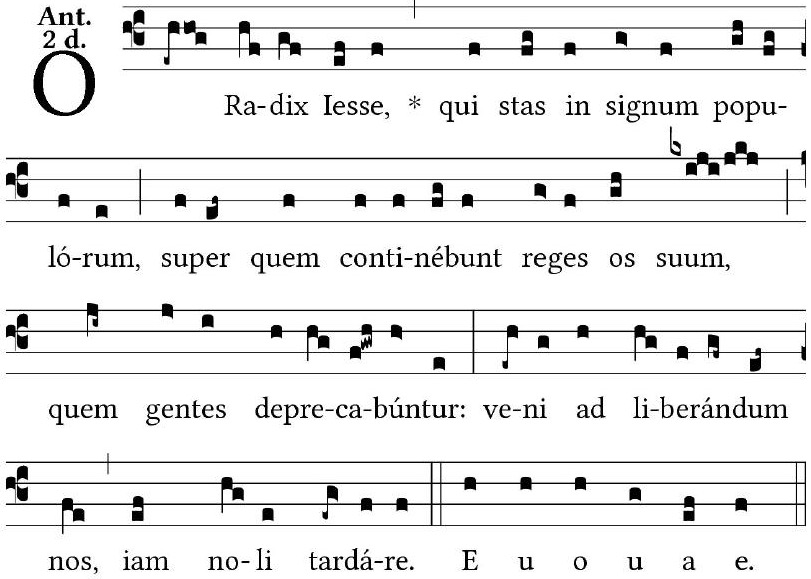 Ant.
2 d.
O Ra-dix Iesse, * qui stas in signum popu-
ló-rum, super quem conti-nébunt reges os suum,
quem gentes depre-ca-búntur: ve-ni ad li-berándum
nos, iam no-li tardá-re. E u o u a e.